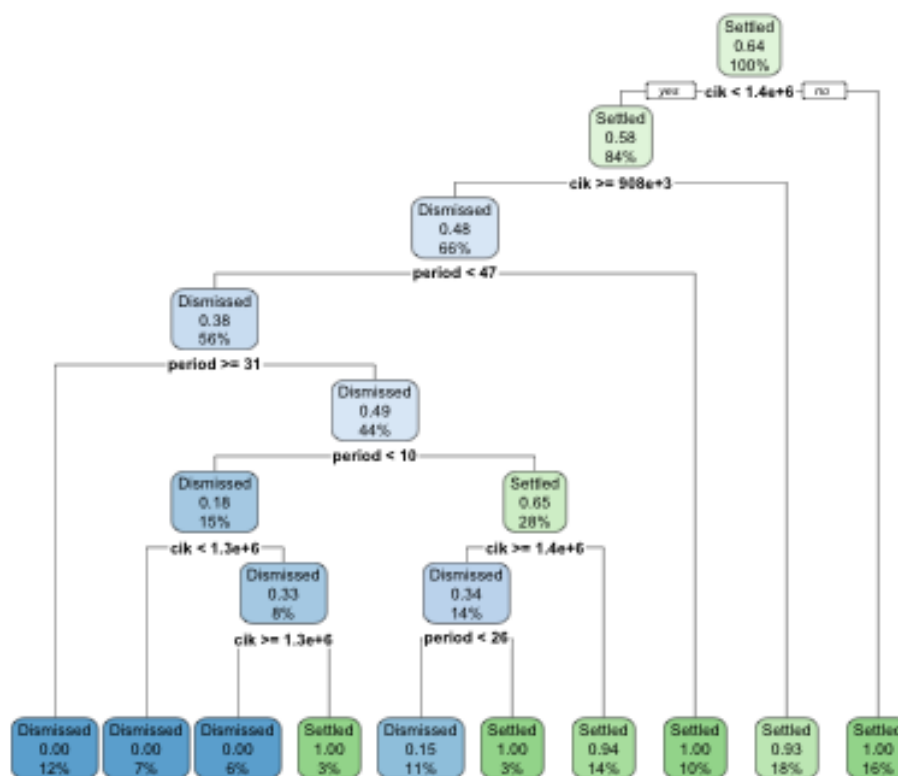 Settled
0.64
100%
yes cik < 1.4e+6 no
Settled
0.58
84%
cik >= 908e+3
Dismissed
0.48
66%
period < 47
Dismissed
0.38
56%
period >= 31
Dismissed
0.49
44%
period < 10
Dismissed
0.18
15%
Settled
0.65
28%
cik < 1.3e+6
cik >= 1.4e+6
Dismissed
0.33
8%
Dismissed
0.34
14%
cik >= 1.3e+6
period < 26
Dismissed
0.00
12%
Dismissed
0.00
7%
Dismissed
0.00
6%
Settled
1.00
3%
Dismissed
0.15
11%
Settled
1.00
3%
Settled
0.94
14%
Settled
1.00
10%
Settled
0.93
18%
Settled
1.00
16%